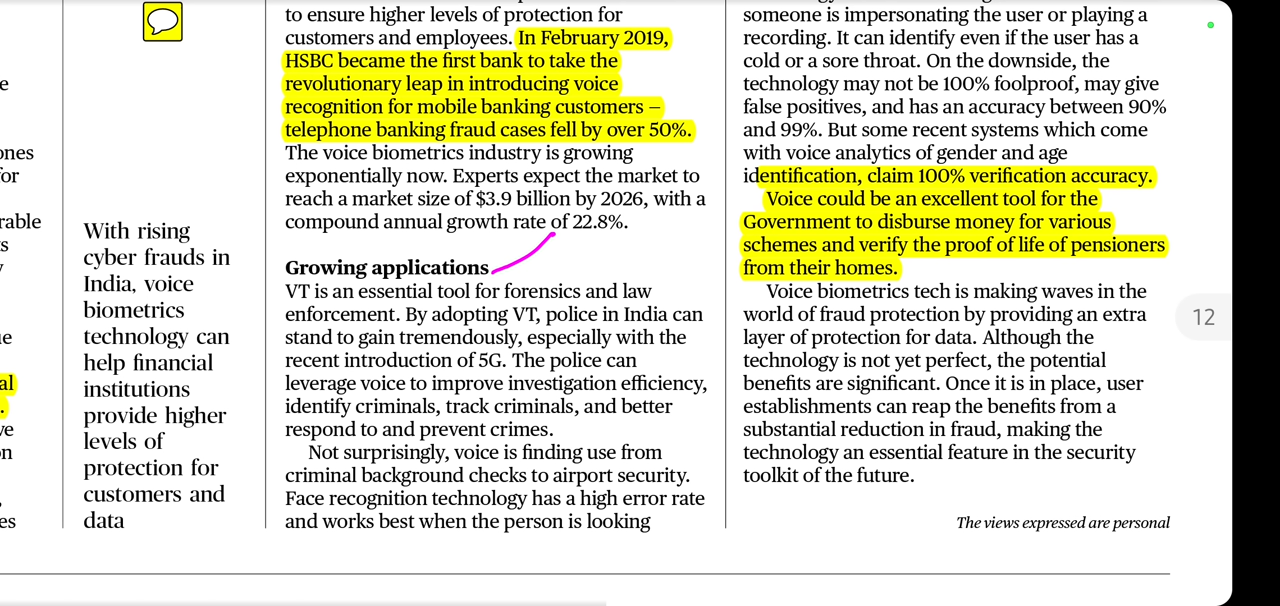 e
ones
for
rable
ts
y
ue
al
.
ve
on
,
es
With rising
cyber frauds in
India, voice
biometrics
technology can
help financial
institutions
provide higher
levels of
protection for
customers and
data
to ensure higher levels of protection for
customers and employees. In February 2019,
HSBC became the first bank to take the
revolutionary leap in introducing voice
recognition for mobile banking customers –
telephone banking fraud cases fell by over 50%.
The voice biometrics industry is growing
exponentially now. Experts expect the market to
reach a market size of $3.9 billion by 2026, with a
compound annual growth rate of 22.8%.
Growing applications
VT is an essential tool for forensics and law
enforcement. By adopting VT, police in India can
stand to gain tremendously, especially with the
recent introduction of 5G. The police can
leverage voice to improve investigation efficiency,
identify criminals, track criminals, and better
respond to and prevent crimes.
Not surprisingly, voice is finding use from
criminal background checks to airport security.
Face recognition technology has a high error rate
and works best when the person is looking
someone is impersonating the user or playing a
recording. It can identify even if the user has a
cold or a sore throat. On the downside, the
technology may not be 100% foolproof, may give
false positives, and has an accuracy between 90%
and 99%. But some recent systems which come
with voice analytics of gender and age
identification, claim 100% verification accuracy.
Voice could be an excellent tool for the
Government to disburse money for various
schemes and verify the proof of life of pensioners
from their homes.
Voice biometrics tech is making waves in the
world of fraud protection by providing an extra
layer of protection for data. Although the
technology is not yet perfect, the potential
benefits are significant. Once it is in place, user
establishments can reap the benefits from a
substantial reduction in fraud, making the
technology an essential feature in the security
toolkit of the future.
The views expressed are personal
12